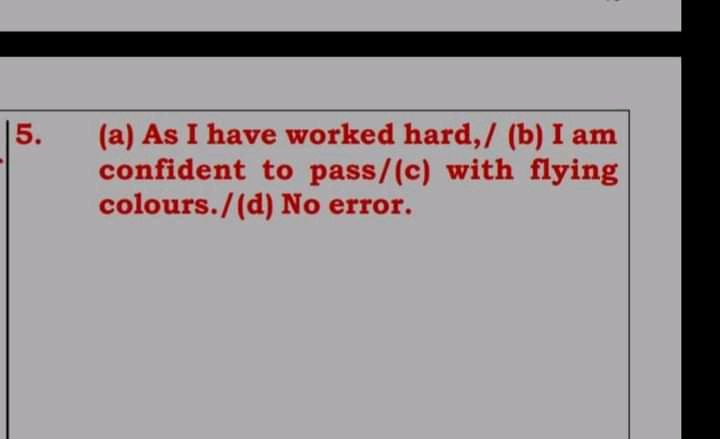 5. (a) As I have worked hard,/ (b) I am
confident to pass/(c) with flying
colours./(d) No error.